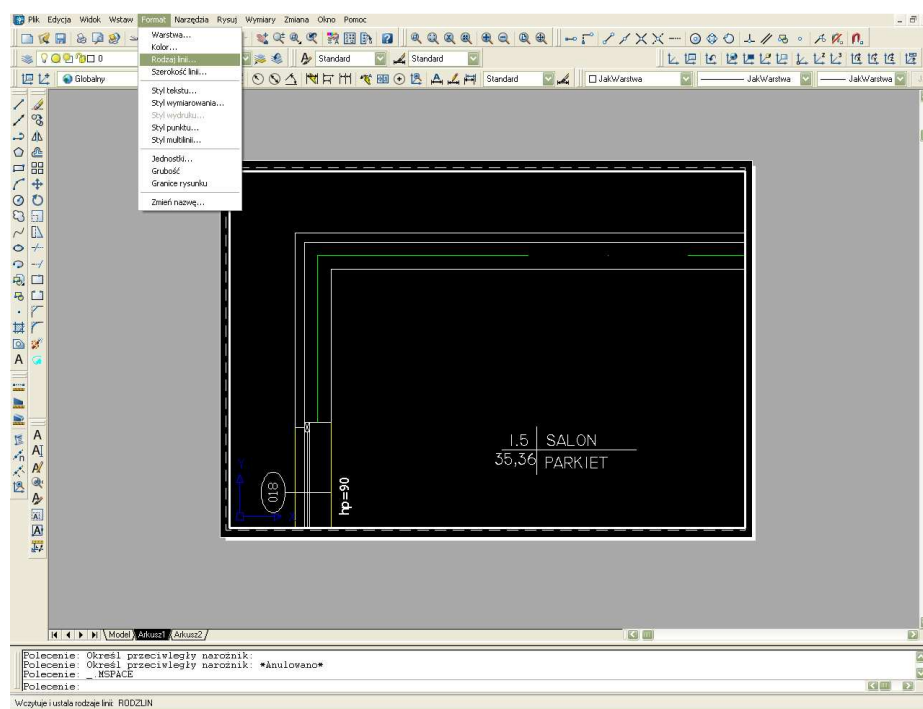 Plik Edycja Widok Wstaw Format Narzędzia Rysuj Wymiary Zmiana Okno Pomoc
0 Standard Standard
Globalny Standard JakWarstwa JakWarstwa JakWarstwa
Warstwa...
Kolor...
Rodzaj linii...
Szerokość linii...
Styl tekstu...
Styl wymiarowania...
Styl wydruku...
Styl punktu...
Styl multilinii...
Jednostki...
Grubość
Granice rysunku
Zmień nazwę...
1.5 SALON
35,36 PARKIET
018
hp=90
Y
X
Model Arkusz1 Arkusz2
Polecenie: Określ przeciwległy narożnik:
Polecenie: Określ przeciwległy narożnik: *Anulowano*
Polecenie: _.MSPACE
Polecenie:
Wczytuje i ustala rodzaje linii: RODZLIN